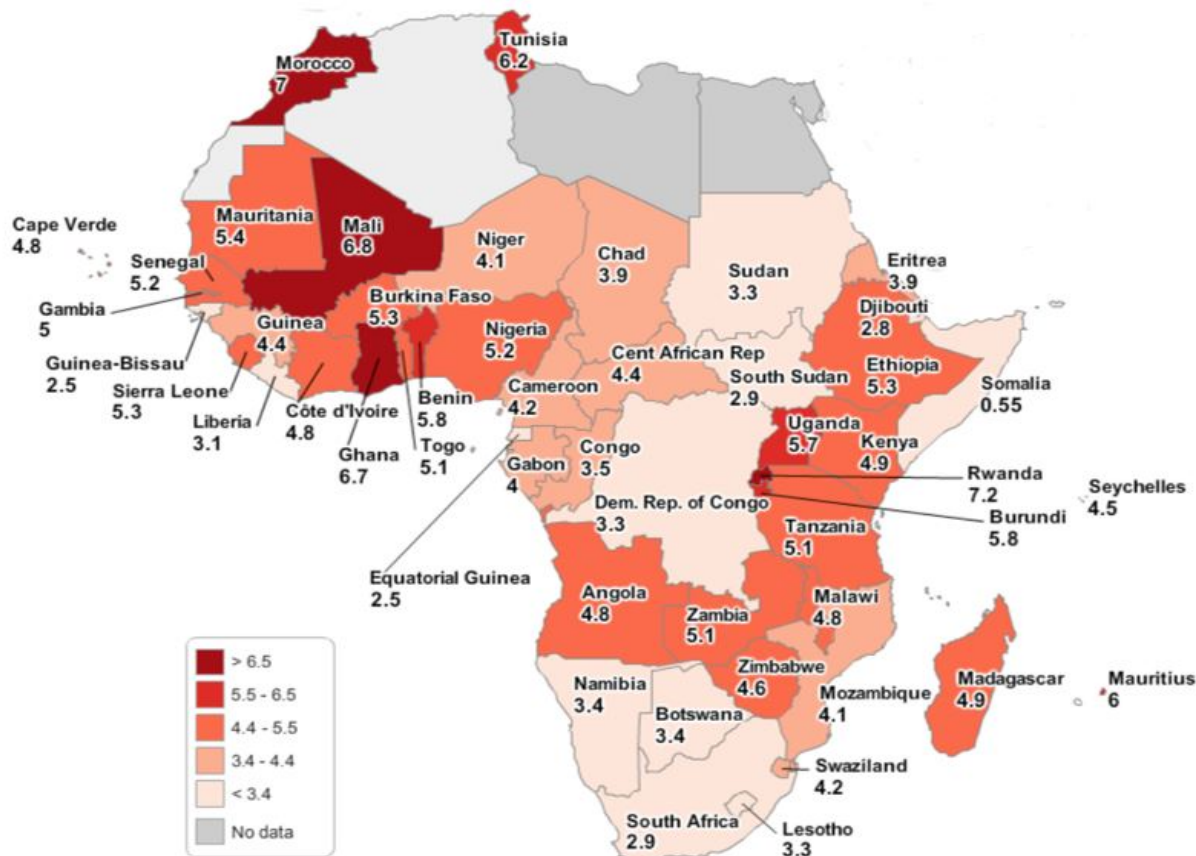 Tunisia
6.2
Morocco
7
Mauritania
5.4
Mali
6.8
Cape Verde
4.8
Niger
4.1
Chad
3.9
Sudan
3.3
Eritrea
3.9
Senegal
5.2
Gambia
5
Burkina Faso
5.3
Djibouti
2.8
Guinea
4.4
Nigeria
5.2
Guinea-Bissau
2.5
Cent African Rep
4.4
Ethiopia
5.3
South Sudan
2.9
Somalia
0.55
Sierra Leone
5.3
Cameroon
4.2
Benin
5.8
Liberia
3.1
Côte d'Ivoire
4.8
Uganda
5.7
Kenya
4.9
Togo
5.1
Ghana
6.7
Congo
3.5
Gabon
4
Rwanda
7.2
Seychelles
4.5
Dem. Rep. of Congo
3.3
Burundi
5.8
Tanzania
5.1
Equatorial Guinea
2.5
Angola
4.8
Malawi
4.8
Zambia
5.1
Zimbabwe
4.6
Madagascar
4.9
Mauritius
6
Namibia
3.4
Mozambique
4.1
Botswana
3.4
Swaziland
4.2
South Africa
2.9
Lesotho
3.3
> 6.5
5.5 - 6.5
4.4 - 5.5
3.4 - 4.4
< 3.4
No data